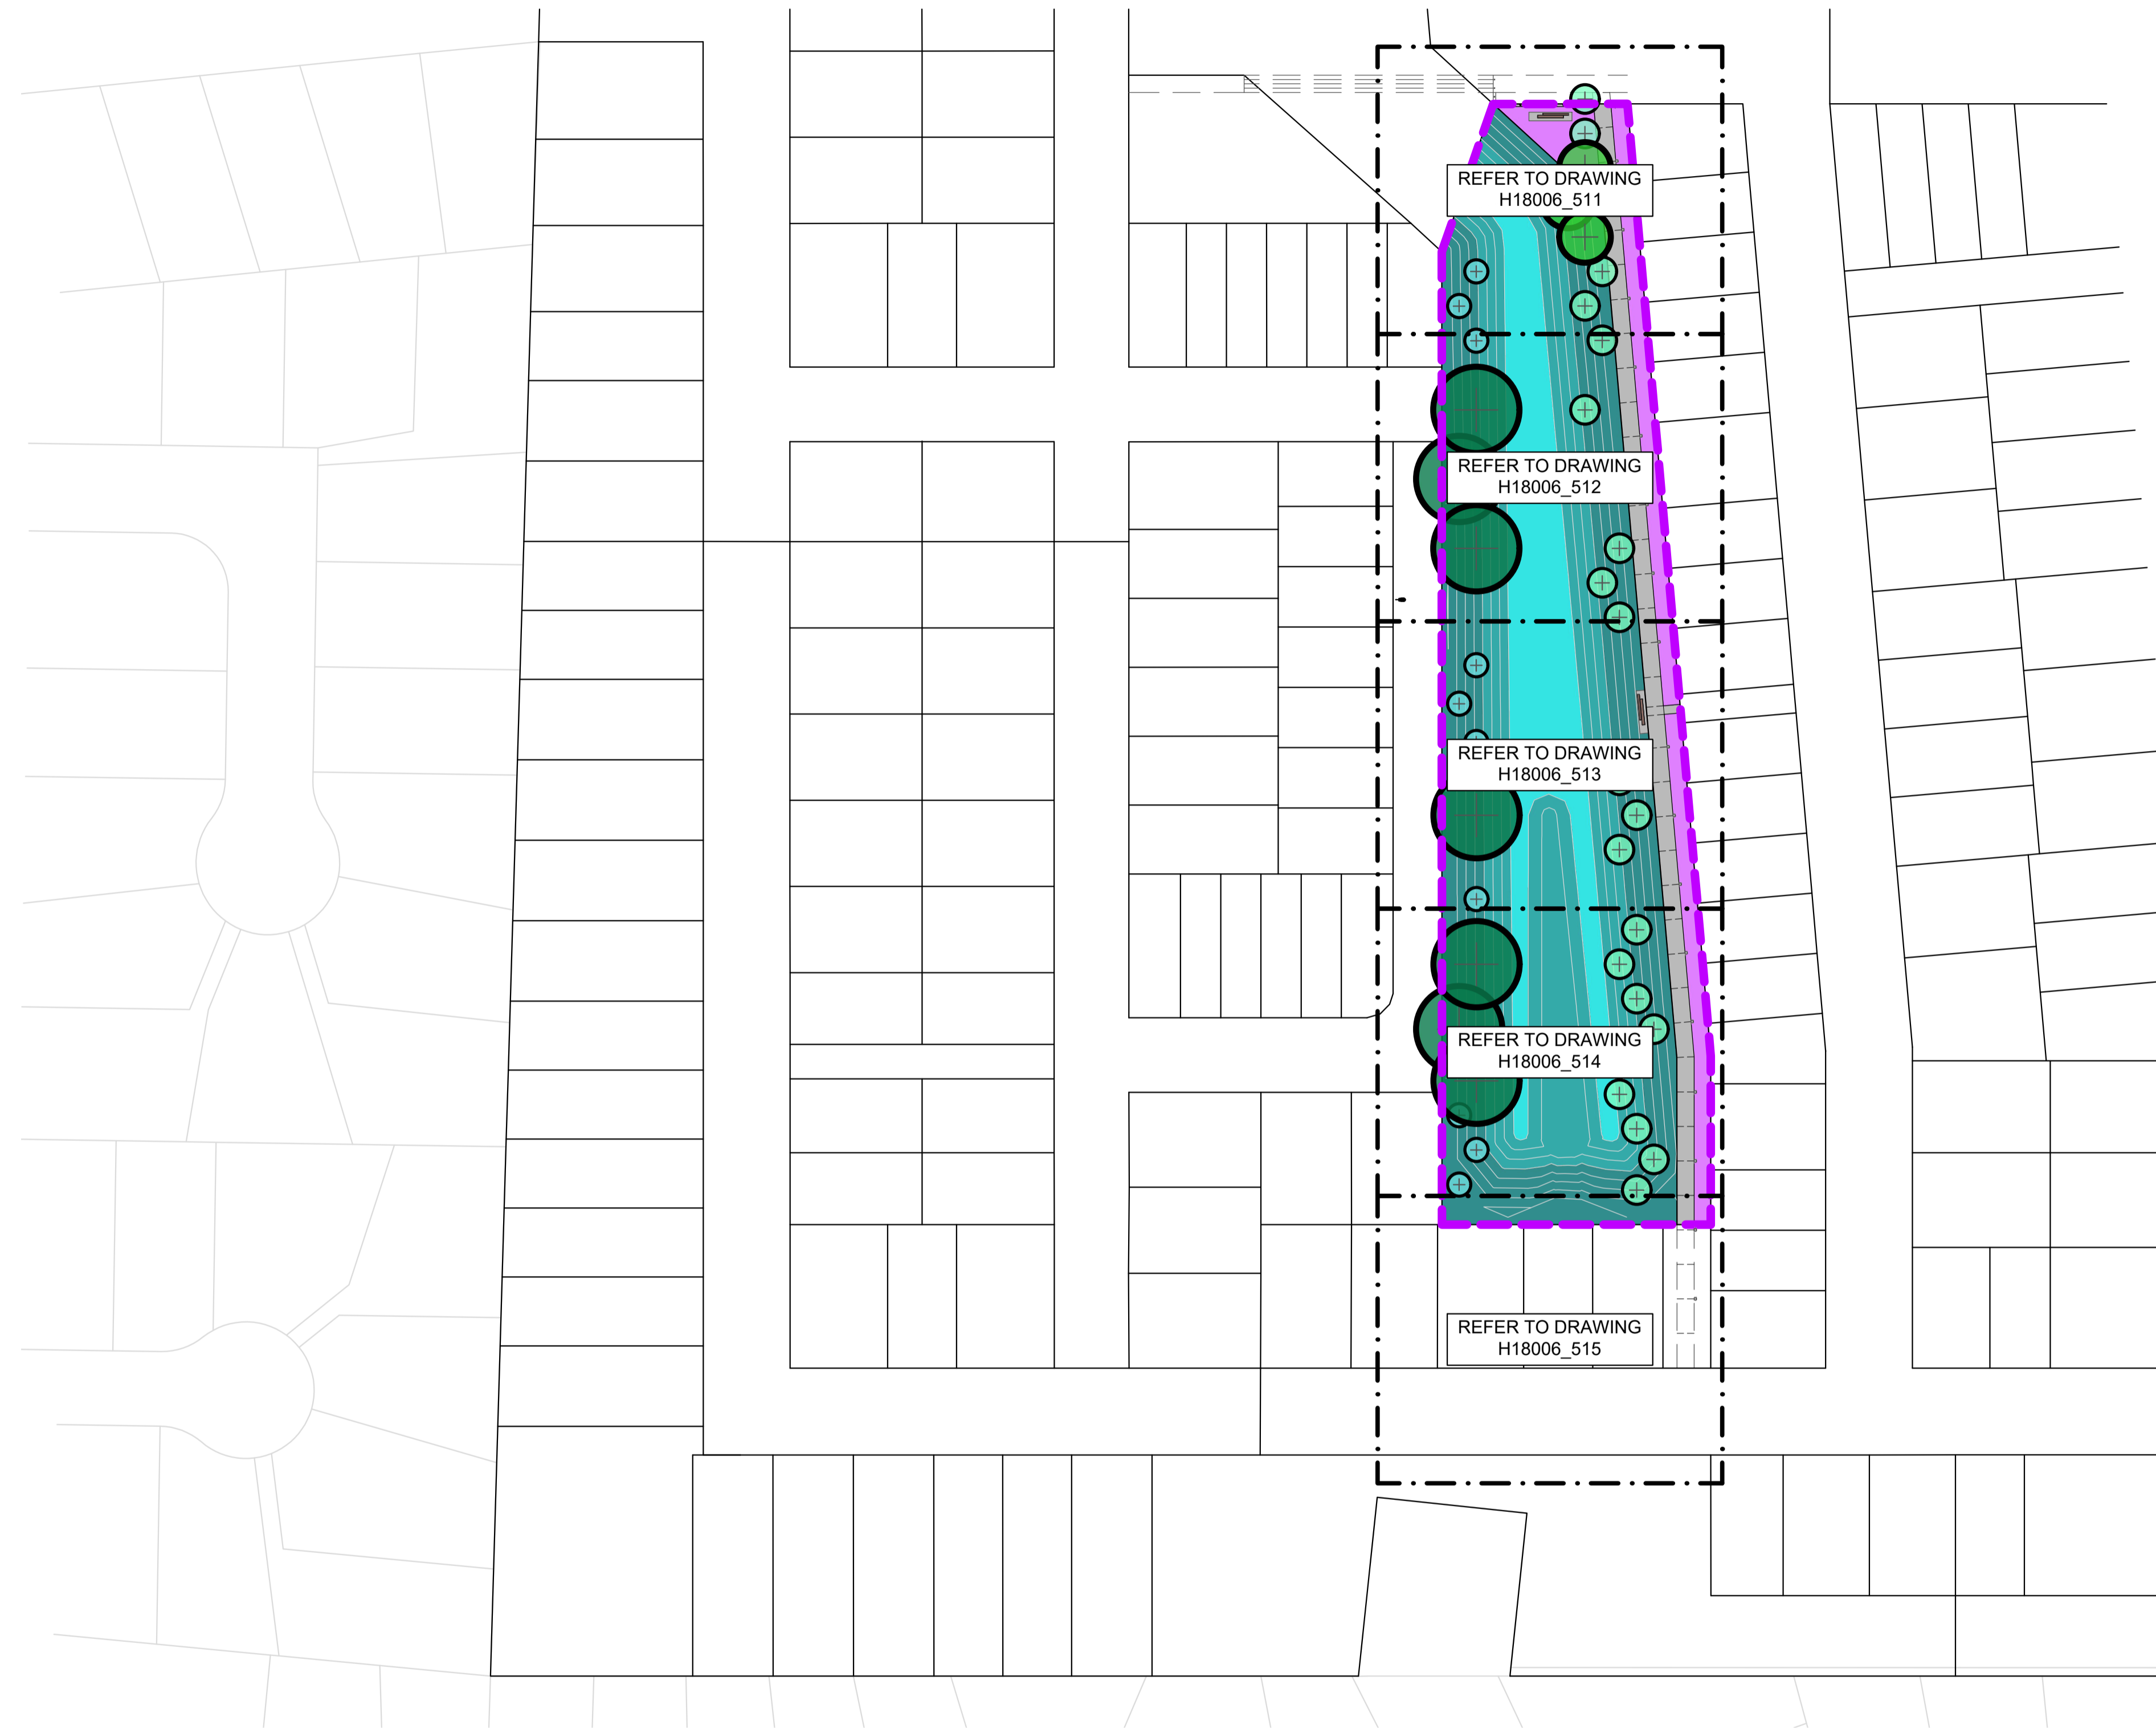 REFER TO DRAWING
H18006_511
REFER TO DRAWING
H18006_512
REFER TO DRAWING
H18006_513
REFER TO DRAWING
H18006_514
REFER TO DRAWING
H18006_515